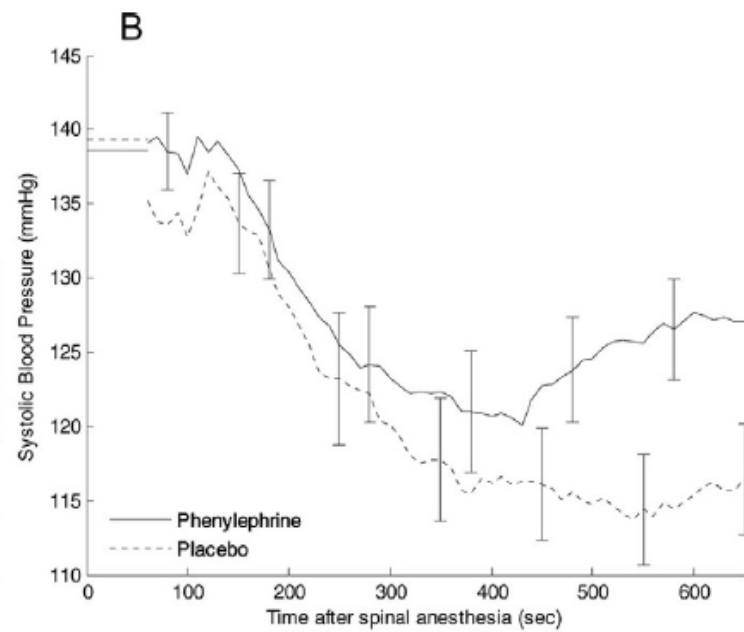 B
Systolic Blood Pressure (mmHg)
145
140
135
130
125
120
115
110
Phenylephrine
Placebo
0 100 200 300 400 500 600
Time after spinal anesthesia (sec)